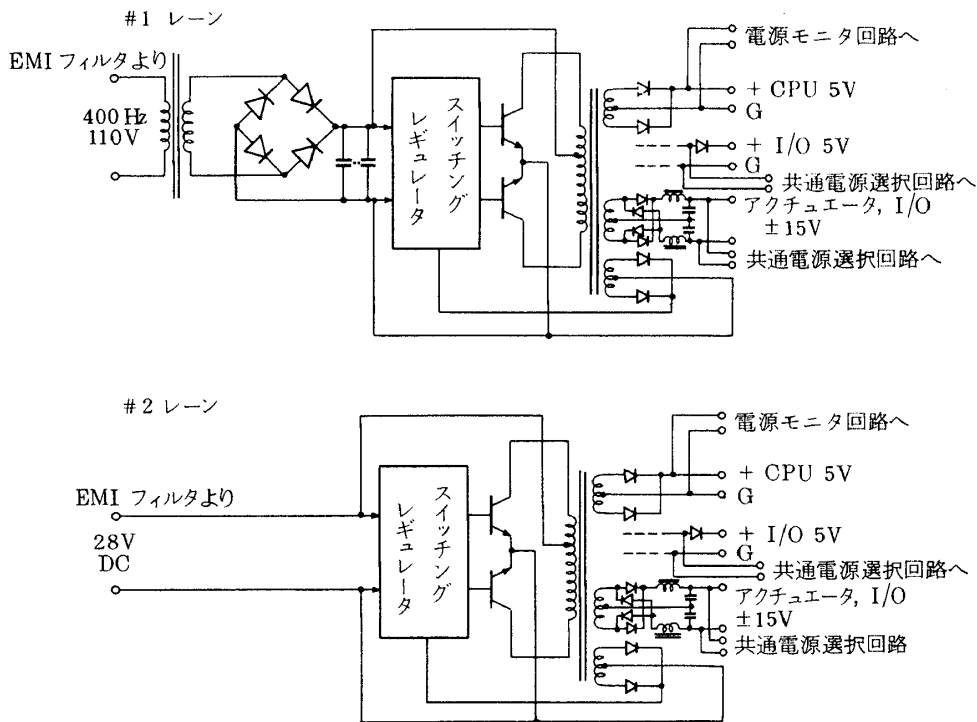 #1 レーン
EMI フィルタより
400 Hz
110V
スイッチング
レギュレータ
電源モニタ回路へ
+ CPU 5V
G
+ I/O 5V
G
共通電源選択回路へ
アクチュエータ, I/O
±15V
共通電源選択回路へ
#2 レーン
EMI フィルタより
28V
DC
スイッチング
レギュレータ
電源モニタ回路へ
+ CPU 5V
G
+ I/O 5V
G
共通電源選択回路へ
アクチュエータ, I/O
±15V
共通電源選択回路